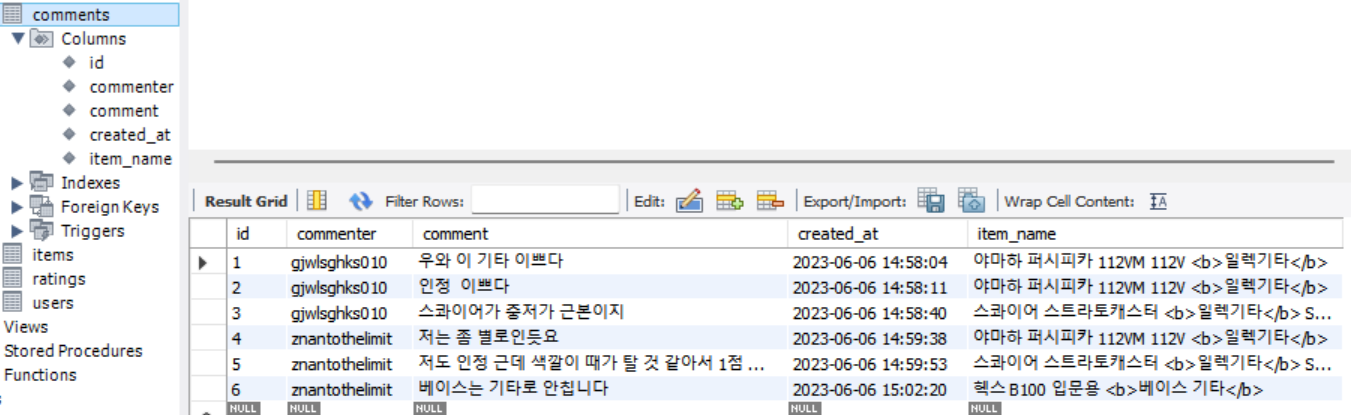 comments
Columns
id
commenter
comment
created_at
item_name
Indexes
Foreign Keys
Triggers
items
ratings
users
Views
Stored Procedures
Functions
Result Grid Filter Rows: Edit: Export/Import: Wrap Cell Content: IA
id commenter comment created_at item_name
1 gjwlsghks010 우와 이 기타 이쁘다 2023-06-06 14:58:04 야마하 퍼시피카 112VM 112V <b>일렉기타</b>
2 gjwlsghks010 인정 이쁘다 2023-06-06 14:58:11 야마하 퍼시피카 112VM 112V <b>일렉기타</b>
3 gjwlsghks010 스콰이어가 중저가 근본이지 2023-06-06 14:58:40 스콰이어 스트라토캐스터 <b>일렉기타</b> S...
4 znantothelimit 저는 좀 별로인듯요 2023-06-06 14:59:38 야마하 퍼시피카 112VM 112V <b>일렉기타</b>
5 znantothelimit 저도 인정 근데 색깔이 때가 탈 것 같아서 1점 ... 2023-06-06 14:59:53 스콰이어 스트라토캐스터 <b>일렉기타</b> S...
6 znantothelimit 베이스는 기타로 안칩니다 2023-06-06 15:02:20 헥스 B100 입문용 <b>베이스 기타</b>
NULL NULL NULL NULL NULL